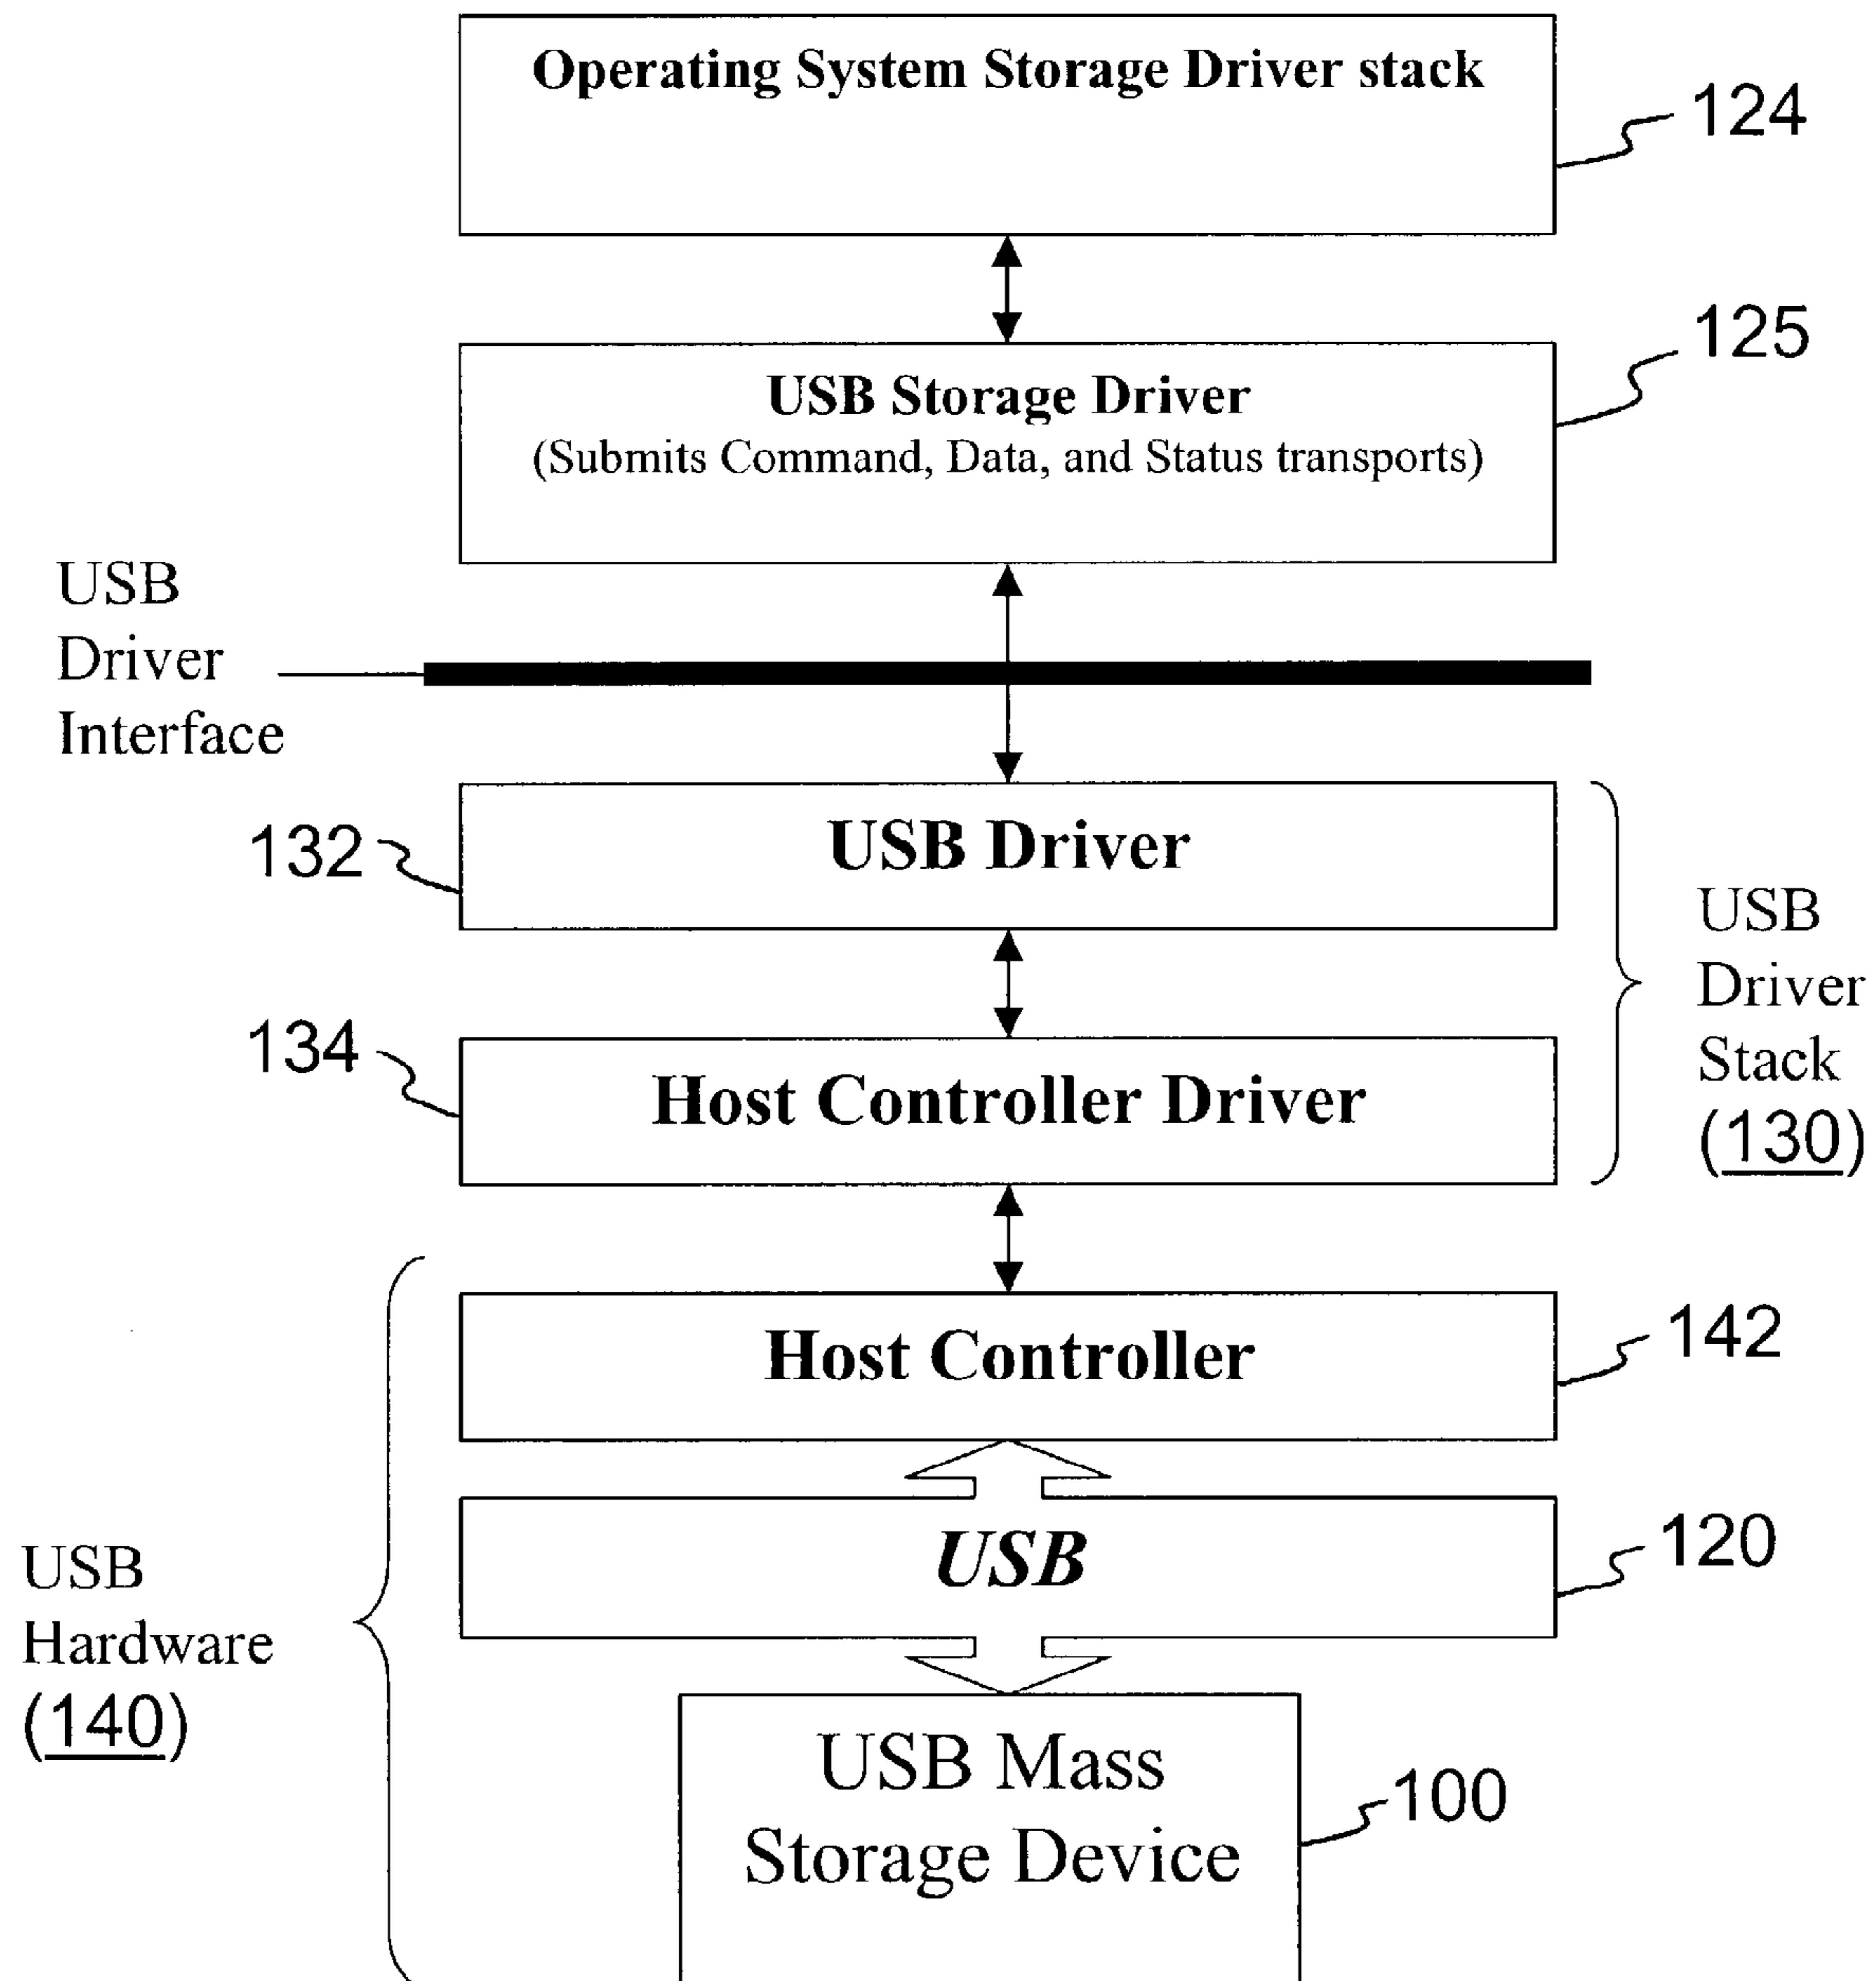 Operating System Storage Driver stack
124
USB Storage Driver
(Submits Command, Data, and Status transports)
125
USB
Driver
Interface
USB Driver
132
USB
Driver
Stack
(130)
Host Controller Driver
134
Host Controller
142
USB
120
USB
Hardware
(140)
USB Mass
Storage Device
100